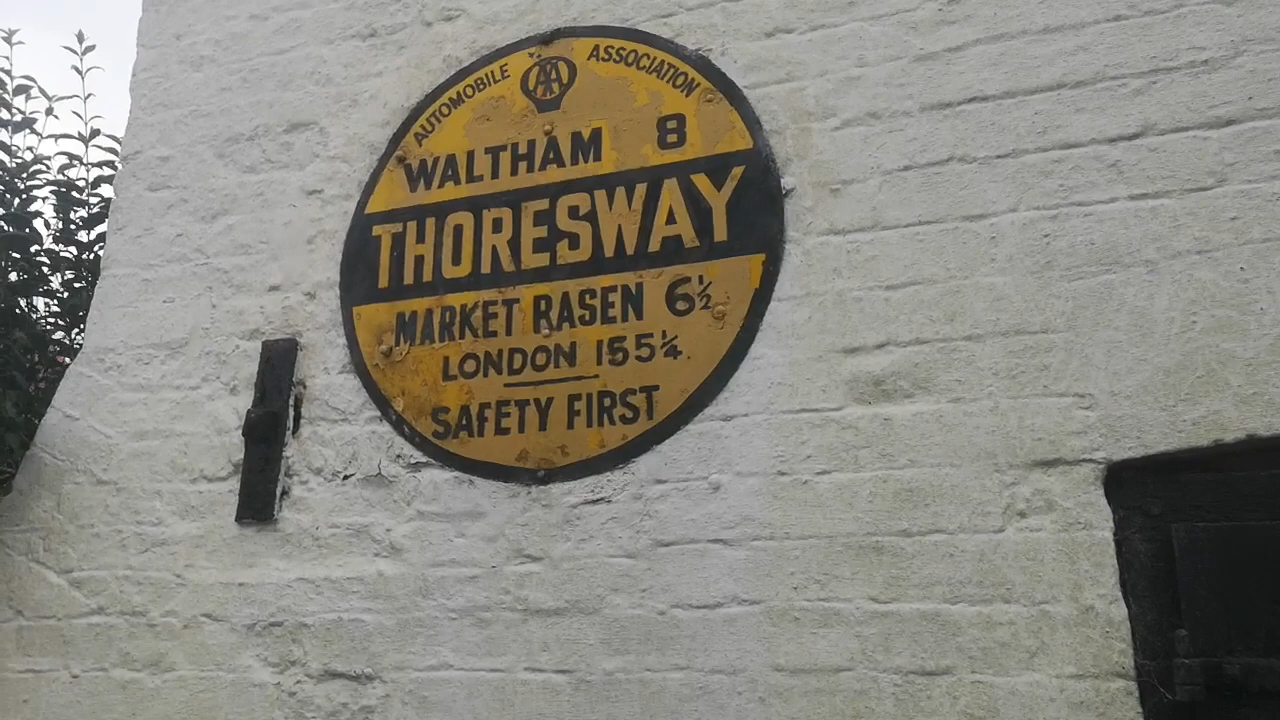 AUTOMOBILE AA ASSOCIATION
WALTHAM 8
THORESWAY
MARKET RASEN 6½
LONDON 155¼
SAFETY FIRST